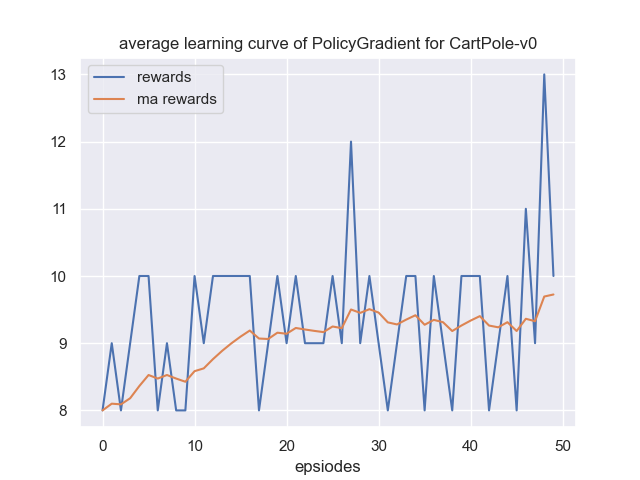 average learning curve of PolicyGradient for CartPole-v0
rewards
ma rewards
13
12
11
10
9
8
0 10 20 30 40 50
epsiodes